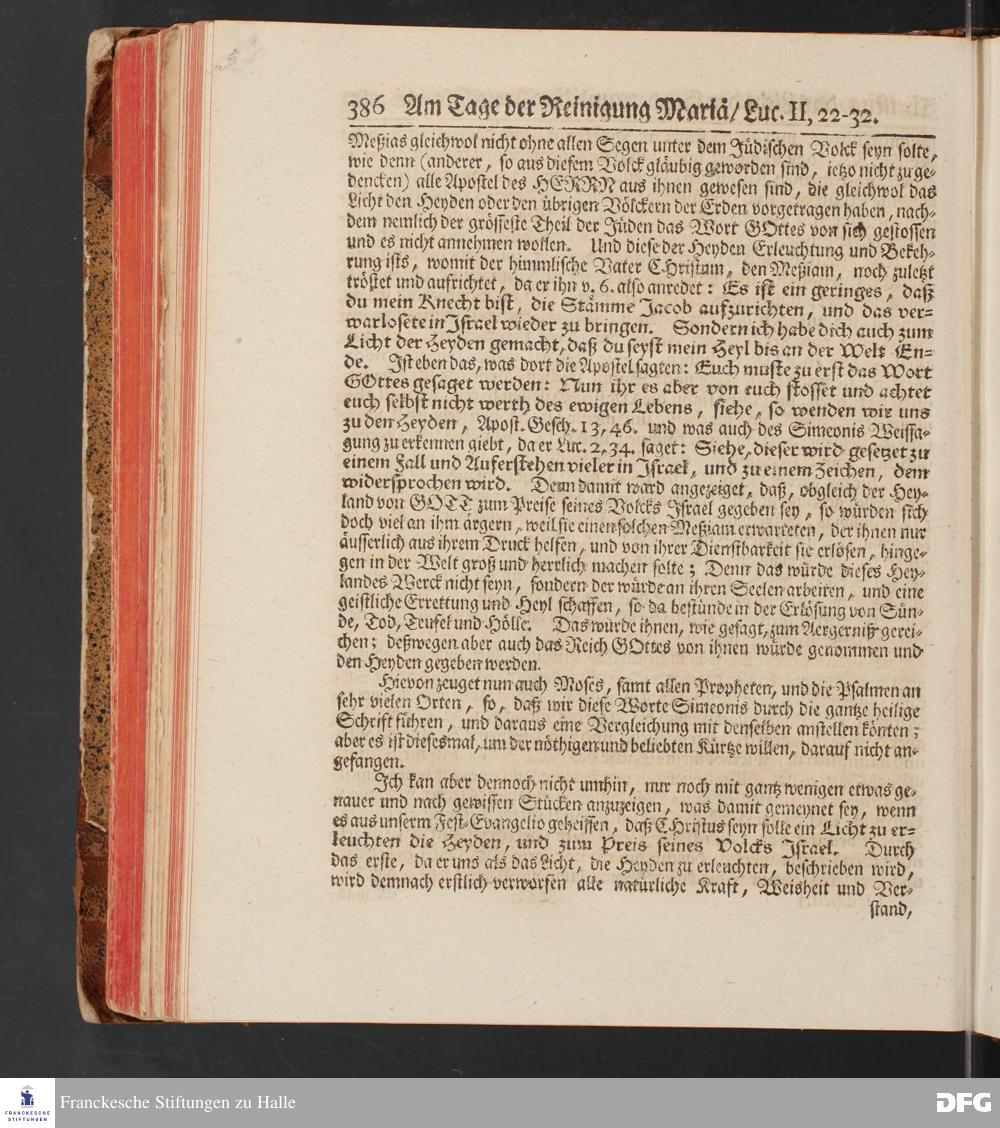 386 Am Tage der Reinigung Mariä/ Luc. II, 22-32.
Meßias gleichwol nicht ohne allen Segen unter dem Jüdischen Volck seyn solte,
wie denn (anderer, so aus diesem Volck gläubig geworden sind, ietzo nicht zu ge-
dencken) alle Apostel des HERRN aus ihnen gewesen sind, die gleichwol das
Licht den Heyden oder den übrigen Völckern der Erden vorgetragen haben, nach-
dem nemlich der grösseste Theil der Jüden das Wort GOttes von sich gestossen
und es nicht annehmen wollen. Und diese der Heyden Erleuchtung und Bekeh-
rung ists, womit der himmlische Vater CHristum, den Meßiam, noch zuletzt
tröstet und aufrichtet, da er ihn v. 6. also anredet: Es ist ein geringes, daß
du mein Knecht bist, die Stämme Jacob aufzurichten, und das ver-
warlosete in Israel wieder zu bringen. Sondern ich habe dich auch zum
Licht der Heyden gemacht, daß du seyst mein Heyl bis an der Welt En-
de. Ist eben das, was dort die Apostel sagten: Euch muste zu erst das Wort
GOttes gesaget werden: Nun ihr es aber von euch stosset und achtet
euch selbst nicht werth des ewigen Lebens, siehe, so wenden wir uns
zu den Heyden, Apost. Gesch. 13, 46. und was auch des Simeonis Weissa-
gung zu erkennen giebt, da er Luc. 2, 34. saget: Siehe, dieser wird gesetzet zu
einem Fall und Auferstehen vieler in Israel, und zu einem Zeichen, dem
widersprochen wird. Denn damit ward angezeiget, daß, obgleich der Hey-
land von GOTT zum Preise seines Volcks Israel gegeben sey, so würden sich
doch viel an ihm ärgern, weil sie einen solchen Meßiam erwarteten, der ihnen nur
äusserlich aus ihrem Druck helfen, und von ihrer Dienstbarkeit sie erlösen, hinge-
gen in der Welt groß und herrlich machen solte; Denn das würde dieses Hey-
landes Werck nicht seyn, sondern der würde an ihren Seelen arbeiten, und eine
geistliche Errettung und Heyl schaffen, so da bestünde in der Erlösung von Sün-
de, Tod, Teufel und Hölle. Das würde ihnen, wie gesagt, zum Aergerniß gerei-
chen; deßwegen aber auch das Reich GOttes von ihnen würde genommen und
den Heyden gegeben werden.
Hievon zeuget nun auch Moses, samt allen Propheten, und die Psalmen an
sehr vielen Orten, so, daß wir diese Worte Simeonis durch die gantze heilige
Schrift führen, und daraus eine Vergleichung mit denselben anstellen könten;
aber es ist diesesmal, um der nöthigen und beliebten Kürtze willen, darauf nicht an-
gefangen.
Ich kan aber dennoch nicht umhin, nur noch mit gantz wenigen etwas ge-
nauer und nach gewissen Stücken anzuzeigen, was damit gemeynet sey, wenn
es aus unserm Fest-Evangelio geheissen, daß CHristus seyn solle ein Licht zu er-
leuchten die Heyden, und zum Preis seines Volcks Israel. Durch
das erste, da er uns als das Licht, die Heyden zu erleuchten, beschrieben wird,
wird demnach erstlich verworfen alle natürliche Kraft, Weisheit und Ver-
stand,
FRANCKESCHE
STIFTUNGEN
Franckesche Stiftungen zu Halle
DFG